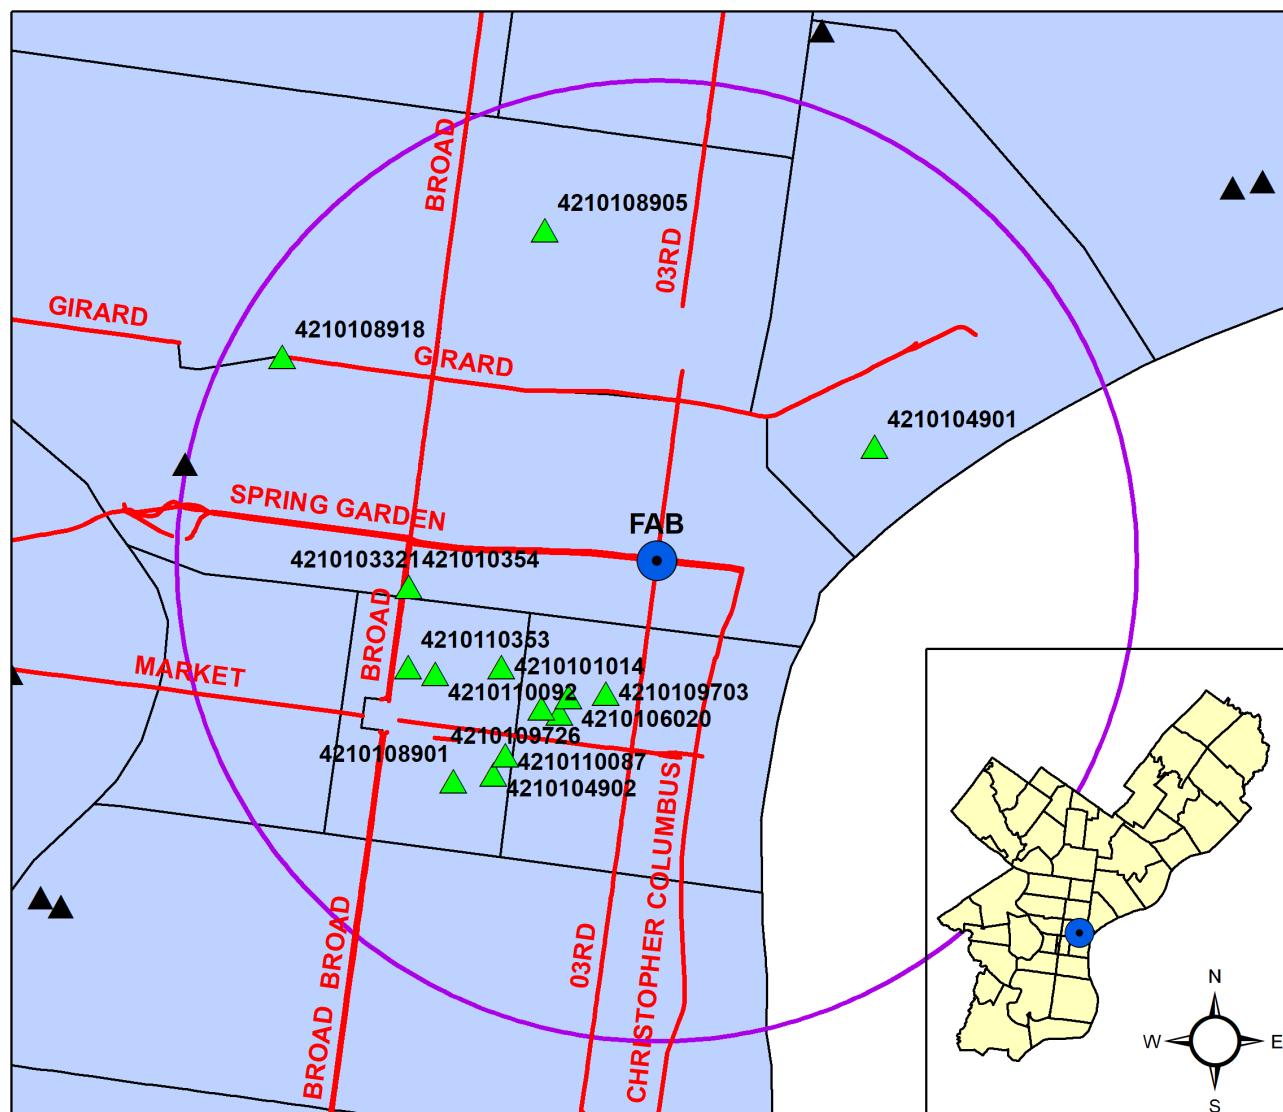 BROAD
4210108905
03RD
GIRARD
4210108918
GIRARD
4210104901
SPRING GARDEN
FAB
4210103321421010354
BROAD
4210110353
MARKET
4210101014
4210110092
4210109703
4210106020
4210109726
4210108901
4210110087
4210104902
CHRISTOPHER COLUMBUS
BROAD
03RD
BROAD
N
W
E
S